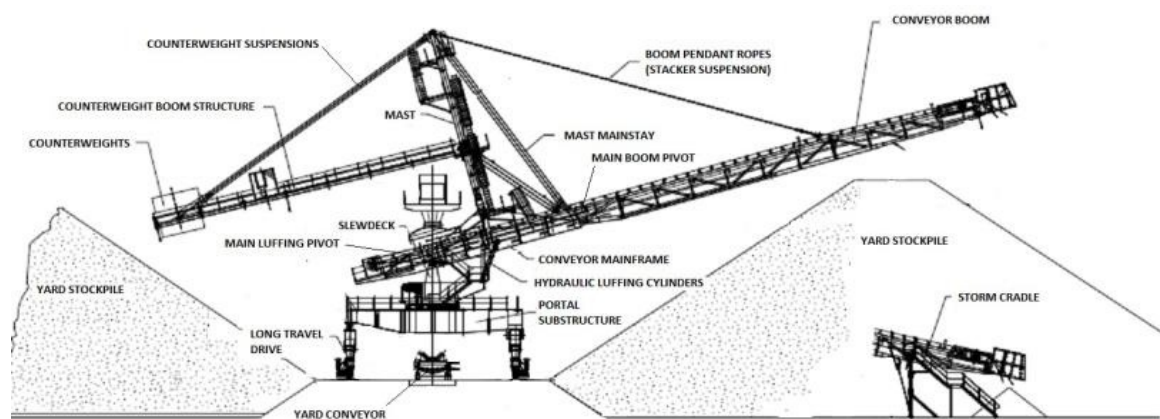 CONVEYOR BOOM
COUNTERWEIGHT SUSPENSIONS
BOOM PENDANT ROPES
(STACKER SUSPENSION)
COUNTERWEIGHT BOOM STRUCTURE
MAST
COUNTERWEIGHTS
MAST MAINSTAY
MAIN BOOM PIVOT
SLEWDECK
MAIN LUFFING PIVOT
YARD STOCKPILE
CONVEYOR MAINFRAME
HYDRAULIC LUFFING CYLINDERS
YARD STOCKPILE
STORM CRADLE
PORTAL
SUBSTRUCTURE
LONG TRAVEL
DRIVE
YARD CONVEYOR